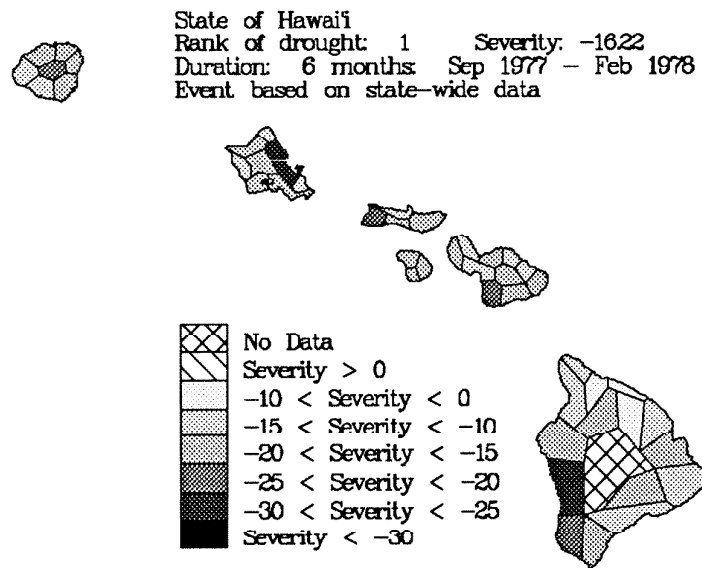 State of Hawai'i
Rank of drought: 1 Severity: -16.22
Duration: 6 months: Sep 1977 - Feb 1978
Event based on state-wide data
No Data
Severity > 0
-10 < Severity < 0
-15 < Severity < -10
-20 < Severity < -15
-25 < Severity < -20
-30 < Severity < -25
Severity < -30